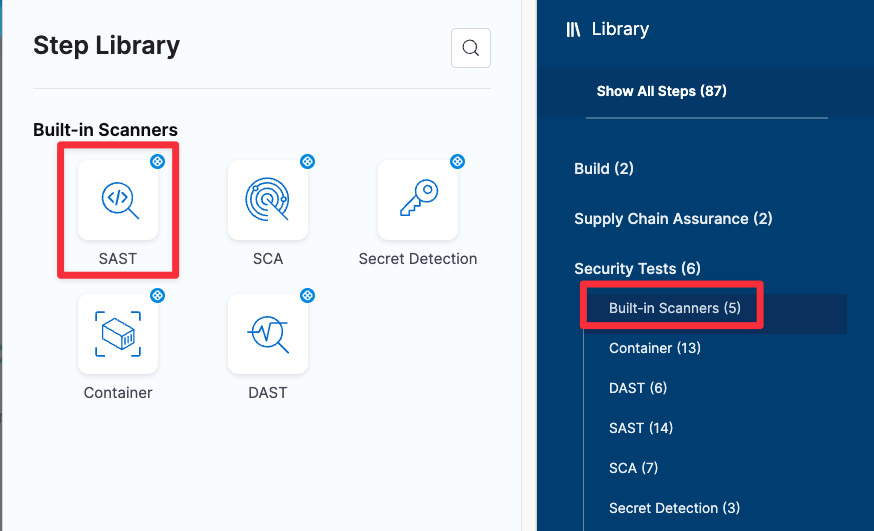 Step Library
Built-in Scanners
SAST
SCA
Secret Detection
Container
DAST
Library
Show All Steps (87)
Build (2)
Supply Chain Assurance (2)
Security Tests (6)
Built-in Scanners (5)
Container (13)
DAST (6)
SAST (14)
SCA (7)
Secret Detection (3)